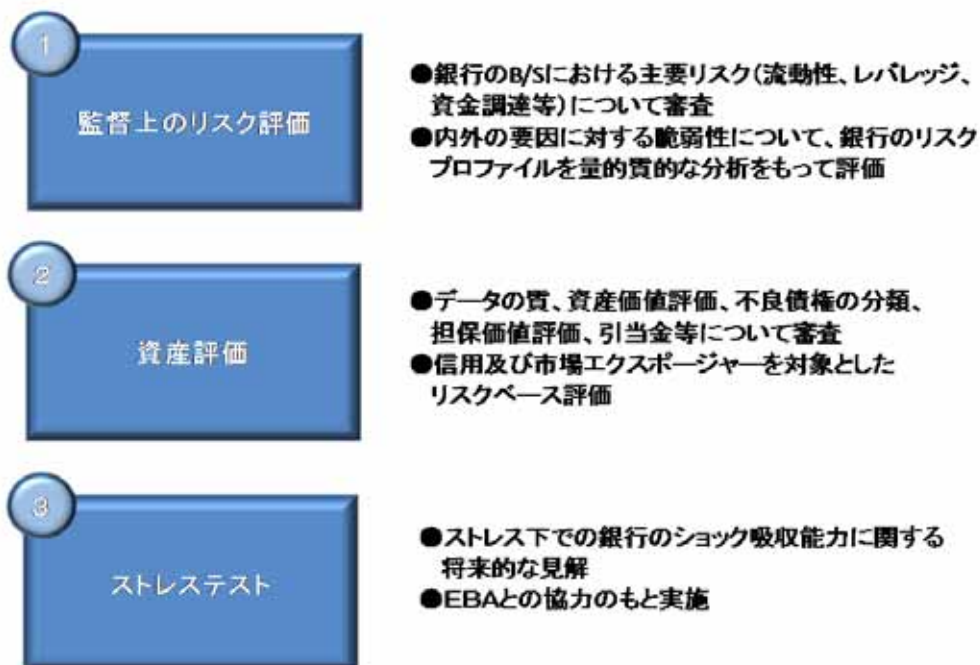 1
監督上のリスク評価
●銀行のB/Sにおける主要リスク(流動性、レバレッジ、
資金調達等)について審査
●内外の要因に対する脆弱性について、銀行のリスク
プロファイルを量的質的な分析をもって評価
2
資産評価
●データの質、資産価値評価、不良債権の分類、
担保価値評価、引当金等について審査
●信用及び市場エクスポージャーを対象とした
リスクベース評価
3
ストレステスト
●ストレス下での銀行のショック吸収能力に関する
将来的な見解
●EBAとの協力のもと実施